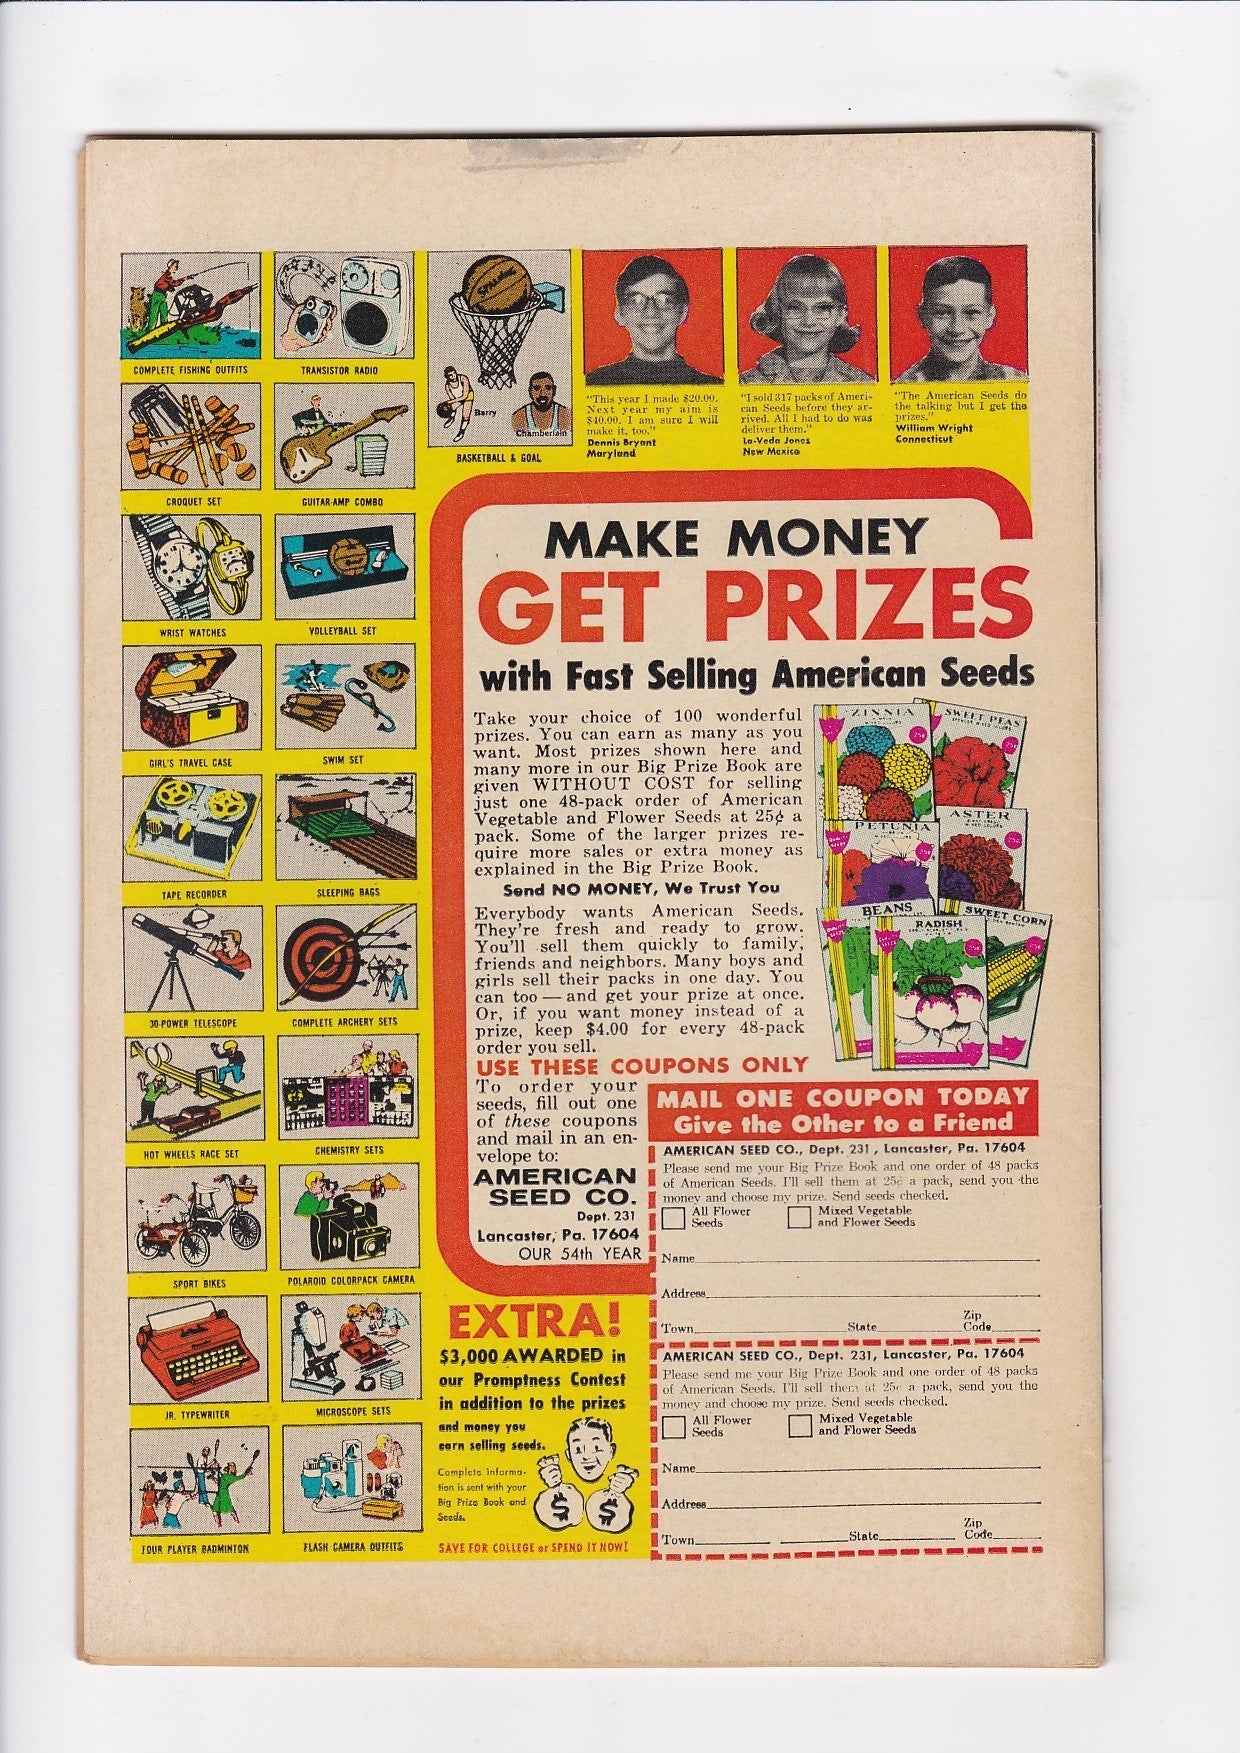 COMPLETE FISHING OUTFITS
TRANSISTOR RADIO
CROQUET SET
GUITAR-AMP COMBO
WRIST WATCHES
VOLLEYBALL SET
GIRL'S TRAVEL CASE
SWIM SET
TAPE RECORDER
SLEEPING BAGS
30-POWER TELESCOPE
COMPLETE ARCHERY SETS
HOT WHEELS RACE SET
CHEMISTRY SETS
SPORT BIKES
POLAROID COLORPACK CAMERA
JR. TYPEWRITER
MICROSCOPE SETS
FOUR PLAYER BADMINTON
FLASH CAMERA OUTFITS
Barry
Chamberlain
BASKETBALL & GOAL
"This year I made $20.00.
Next year my aim is
$40.00. I am sure I will
make it, too."
Dennis Bryant
Maryland
"I sold 317 packs of Ameri-
can Seeds before they ar-
rived. All I had to do was
deliver them."
La-Veda Jones
New Mexico
"The American Seeds do
the talking but I get the
prizes."
William Wright
Connecticut
MAKE MONEY
GET PRIZES
with Fast Selling American Seeds
Take your choice of 100 wonderful
prizes. You can earn as many as you
want. Most prizes shown here and
many more in our Big Prize Book are
given WITHOUT COST for selling
just one 48-pack order of American
Vegetable and Flower Seeds at 25¢ a
pack. Some of the larger prizes re-
quire more sales or extra money as
explained in the Big Prize Book.
Send NO MONEY, We Trust You
Everybody wants American Seeds.
They're fresh and ready to grow.
You'll sell them quickly to family,
friends and neighbors. Many boys and
girls sell their packs in one day. You
can too — and get your prize at once.
Or, if you want money instead of a
prize, keep $4.00 for every 48-pack
order you sell.
ZINNIA
SWEET PEAS
PETUNIA
ASTER
BEANS
RADISH
SWEET CORN
USE THESE COUPONS ONLY
To order your
seeds, fill out one
of these coupons
and mail in an en-
velope to:
AMERICAN
SEED CO.
Dept. 231
Lancaster, Pa. 17604
OUR 54th YEAR
MAIL ONE COUPON TODAY
Give the Other to a Friend
AMERICAN SEED CO., Dept. 231, Lancaster, Pa. 17604
Please send me your Big Prize Book and one order of 48 packs
of American Seeds. I'll sell them at 25¢ a pack, send you the
money and choose my prize. Send seeds checked.
All Flower
Seeds
Mixed Vegetable
and Flower Seeds
Name
Address
Town State Zip
Code
AMERICAN SEED CO., Dept. 231, Lancaster, Pa. 17604
Please send me your Big Prize Book and one order of 48 packs
of American Seeds. I'll sell them at 25¢ a pack, send you the
money and choose my prize. Send seeds checked.
All Flower
Seeds
Mixed Vegetable
and Flower Seeds
Name
Address
Town State Zip
Code
EXTRA!
$3,000 AWARDED in
our Promptness Contest
in addition to the prizes
and money you
earn selling seeds.
Complete informa-
tion is sent with your
Big Prize Book and
Seeds.
$ $
SAVE FOR COLLEGE or SPEND IT NOW!